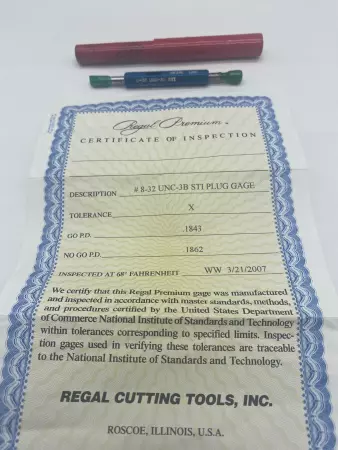 Regal Premium
CERTIFICATE OF INSPECTION
DESCRIPTION # 8-32 UNC-3B STI PLUG GAGE
TOLERANCE X
GO P.D. .1843
NO GO P.D. .1862
INSPECTED AT 68° FAHRENHEIT WW 3/21/2007
We certify that this Regal Premium gage was manufactured
and inspected in accordance with master standards, methods,
and procedures certified by the United States Department
of Commerce National Institute of Standards and Technology
within tolerances corresponding to specified limits. Inspec-
tion gages used in verifying these tolerances are traceable
to the National Institute of Standards and Technology.
REGAL CUTTING TOOLS, INC.
ROSCOE, ILLINOIS, U.S.A.